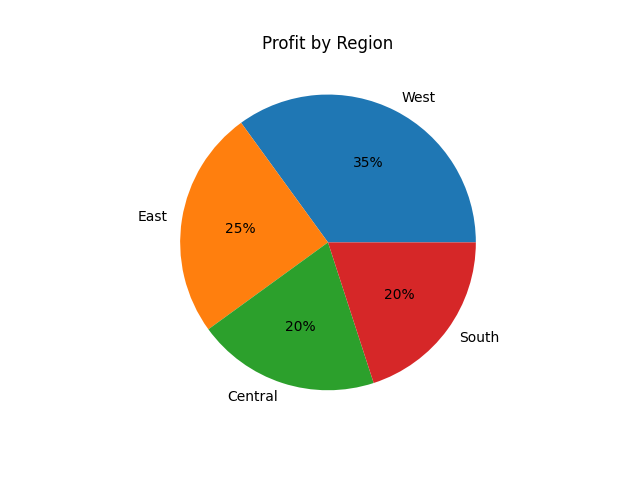 Profit by Region
West
35%
East
25%
20%
20%
South
Central